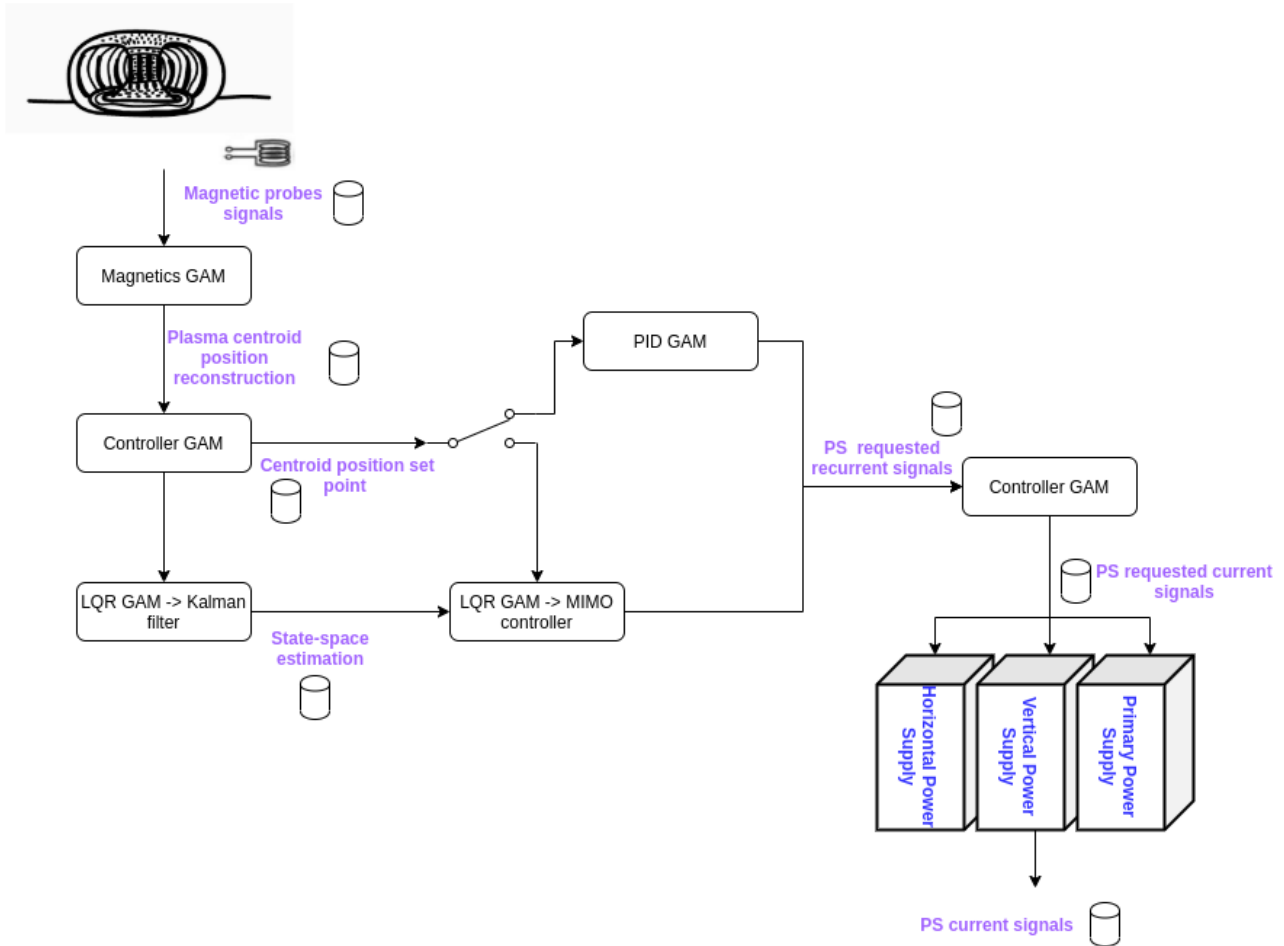 Magnetic probes
signals
Magnetics GAM
Plasma centroid
position
reconstruction
PID GAM
Controller GAM
Centroid position set
point
PS requested
recurrent signals
Controller GAM
LQR GAM -> Kalman
filter
State-space
estimation
LQR GAM -> MIMO
controller
PS requested current
signals
Horizontal Power
Supply
Vertical Power
Supply
Primary Power
Supply
PS current signals